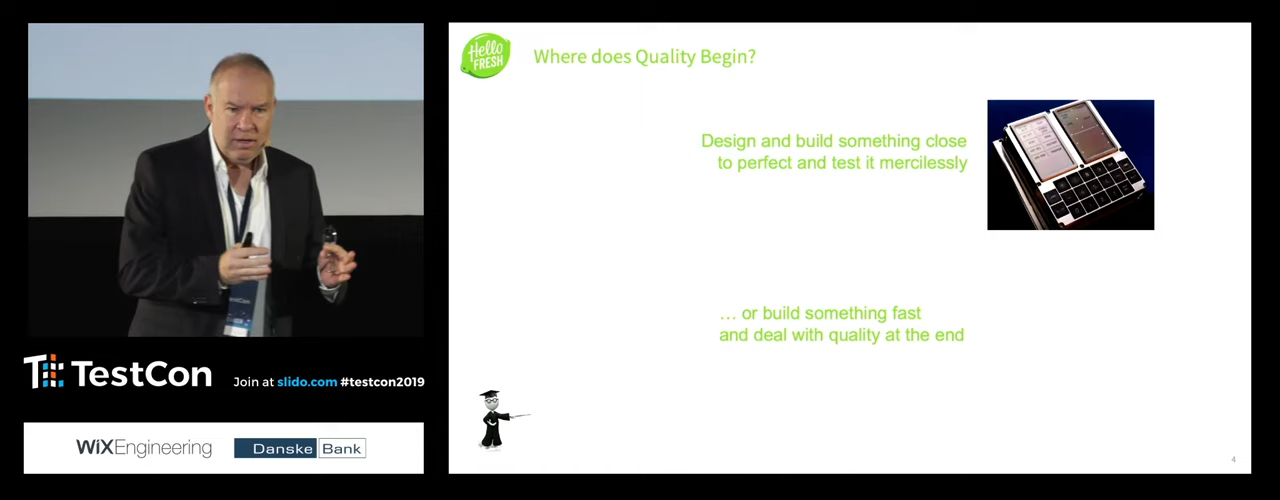 Hello
FRESH
Where does Quality Begin?
Design and build something close
to perfect and test it mercilessly
… or build something fast
and deal with quality at the end
TestCon
TestCon
Join at slido.com #testcon2019
WiXEngineering
Danske Bank
4